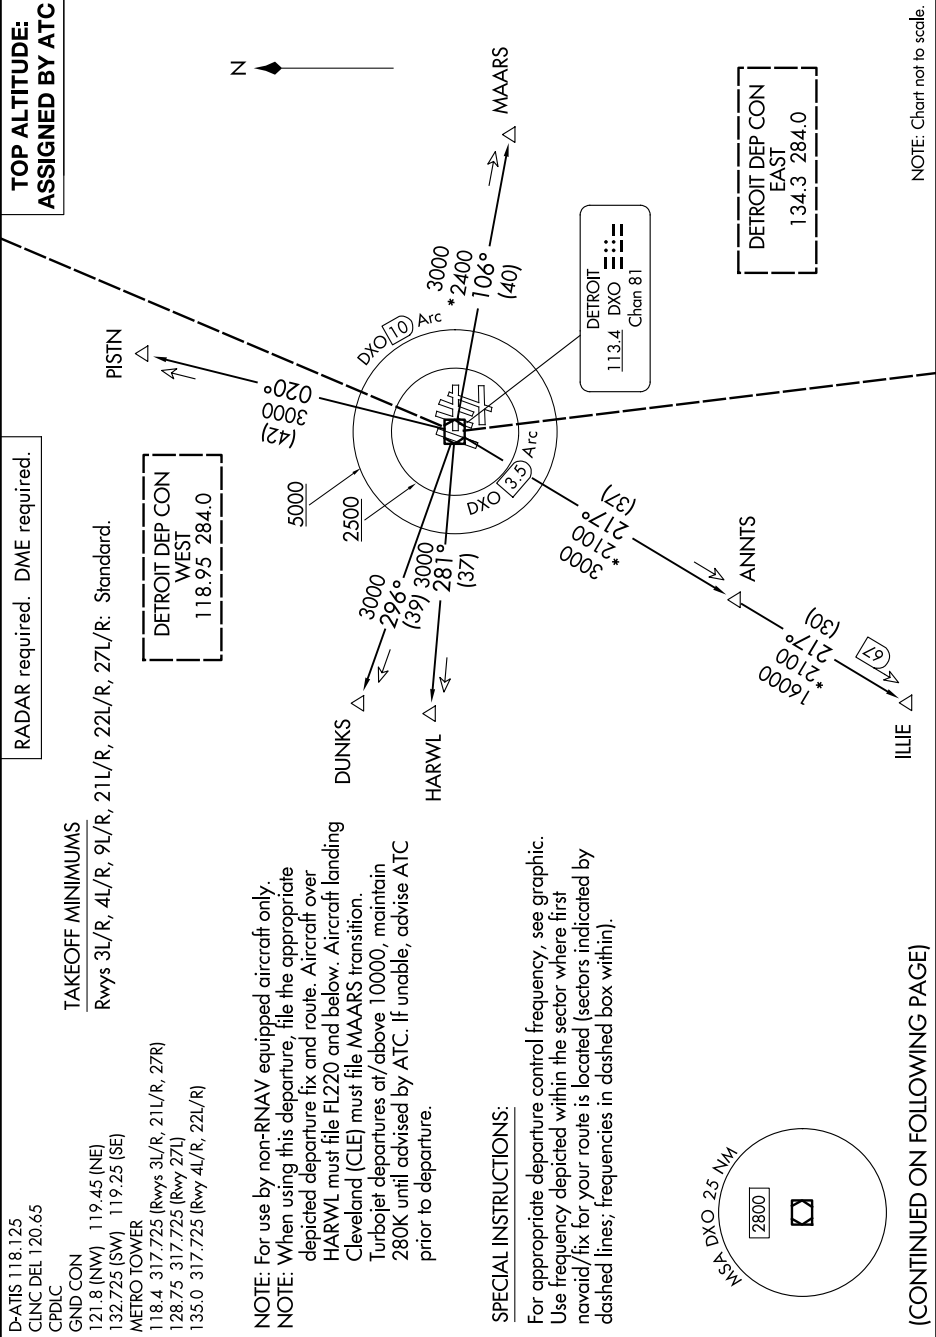 D-ATIS 118.125
CLNC DEL 120.65
CPDLC
GND CON
121.8 (NW) 119.45 (NE)
132.725 (SW) 119.25 (SE)
METRO TOWER
118.4 317.7225 (Rwys 3L/R, 21L/R, 27R)
128.75 317.725 (Rwy 27L)
135.0 317.725 (Rwy 4L/R, 22L/R)
RADAR required. DME required.
TOP ALTITUDE:
ASSIGNED BY ATC
TAKEOFF MINIMUMS
Rwys 3L/R, 4L/R, 9L/R, 21L/R, 22L/R, 27L/R: Standard.
NOTE: For use by non-RNAV equipped aircraft only.
NOTE: When using this departure, file the appropriate
depicted departure fix and route. Aircraft over
HARWL must file FL220 and below. Aircraft landing
Cleveland (CLE) must file MAARS transition.
Turbojet departures at/above 10000, maintain
280K until advised by ATC. If unable, advise ATC
prior to departure.
SPECIAL INSTRUCTIONS:
For appropriate departure control frequency, see graphic.
Use frequency depicted within the sector where first
navaid/fix for your route is located (sectors indicated by
dashed lines; frequencies in dashed box within).
MSA DXO 25 NM
2800
(CONTINUED ON FOLLOWING PAGE)
DETROIT DEP CON
WEST
118.95 284.0
PISTN
020°
3000
(42)
N
5000
2500
DXO 10 Arc
DXO 3.5 Arc
DUNKS
3000
296°
(39)
HARWL
3000
281°
(37)
3000
*2400
106°
(40)
MAARS
DETROIT
113.4 DXO
Chan 81
3000
*2100
217°
(37)
ANNTS
16000
*2100
217°
(30)
67
ILLIE
DETROIT DEP CON
EAST
134.3 284.0
NOTE: Chart not to scale.